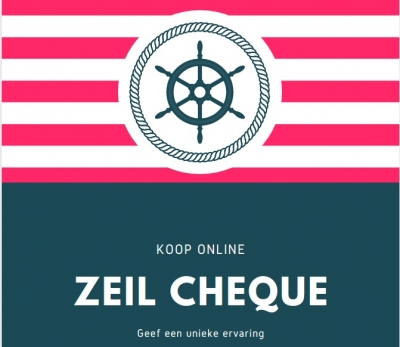 KOOP ONLINE
ZEIL CHEQUE
Geef een unieke ervaring